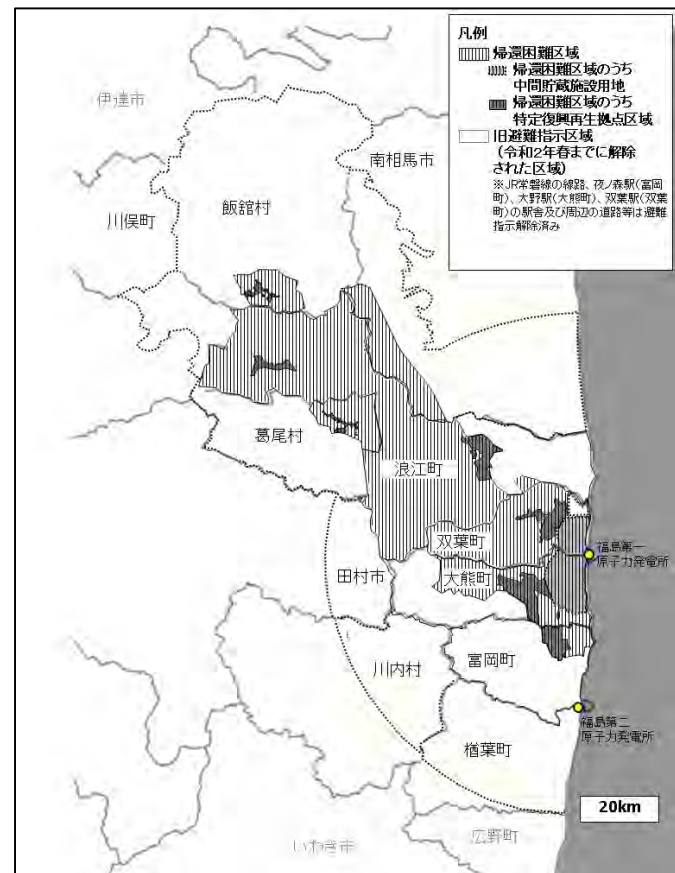 凡例
帰還困難区域
帰還困難区域のうち
中間貯蔵施設用地
帰還困難区域のうち
特定復興再生拠点区域
旧避難指示区域
(令和2年春までに解除
された区域)
※JR常磐線の線路、夜ノ森駅(富岡
町)、大野駅(大熊町)、双葉駅(双葉
町)の駅舎及び周辺の道路等は避難
指示解除済み
伊達市
南相馬市
飯舘村
川俣町
葛尾村
浪江町
双葉町
福島第一
原子力発電所
大熊町
田村市
川内村
富岡町
福島第二
原子力発電所
楢葉町
20km
広野町
いわき市